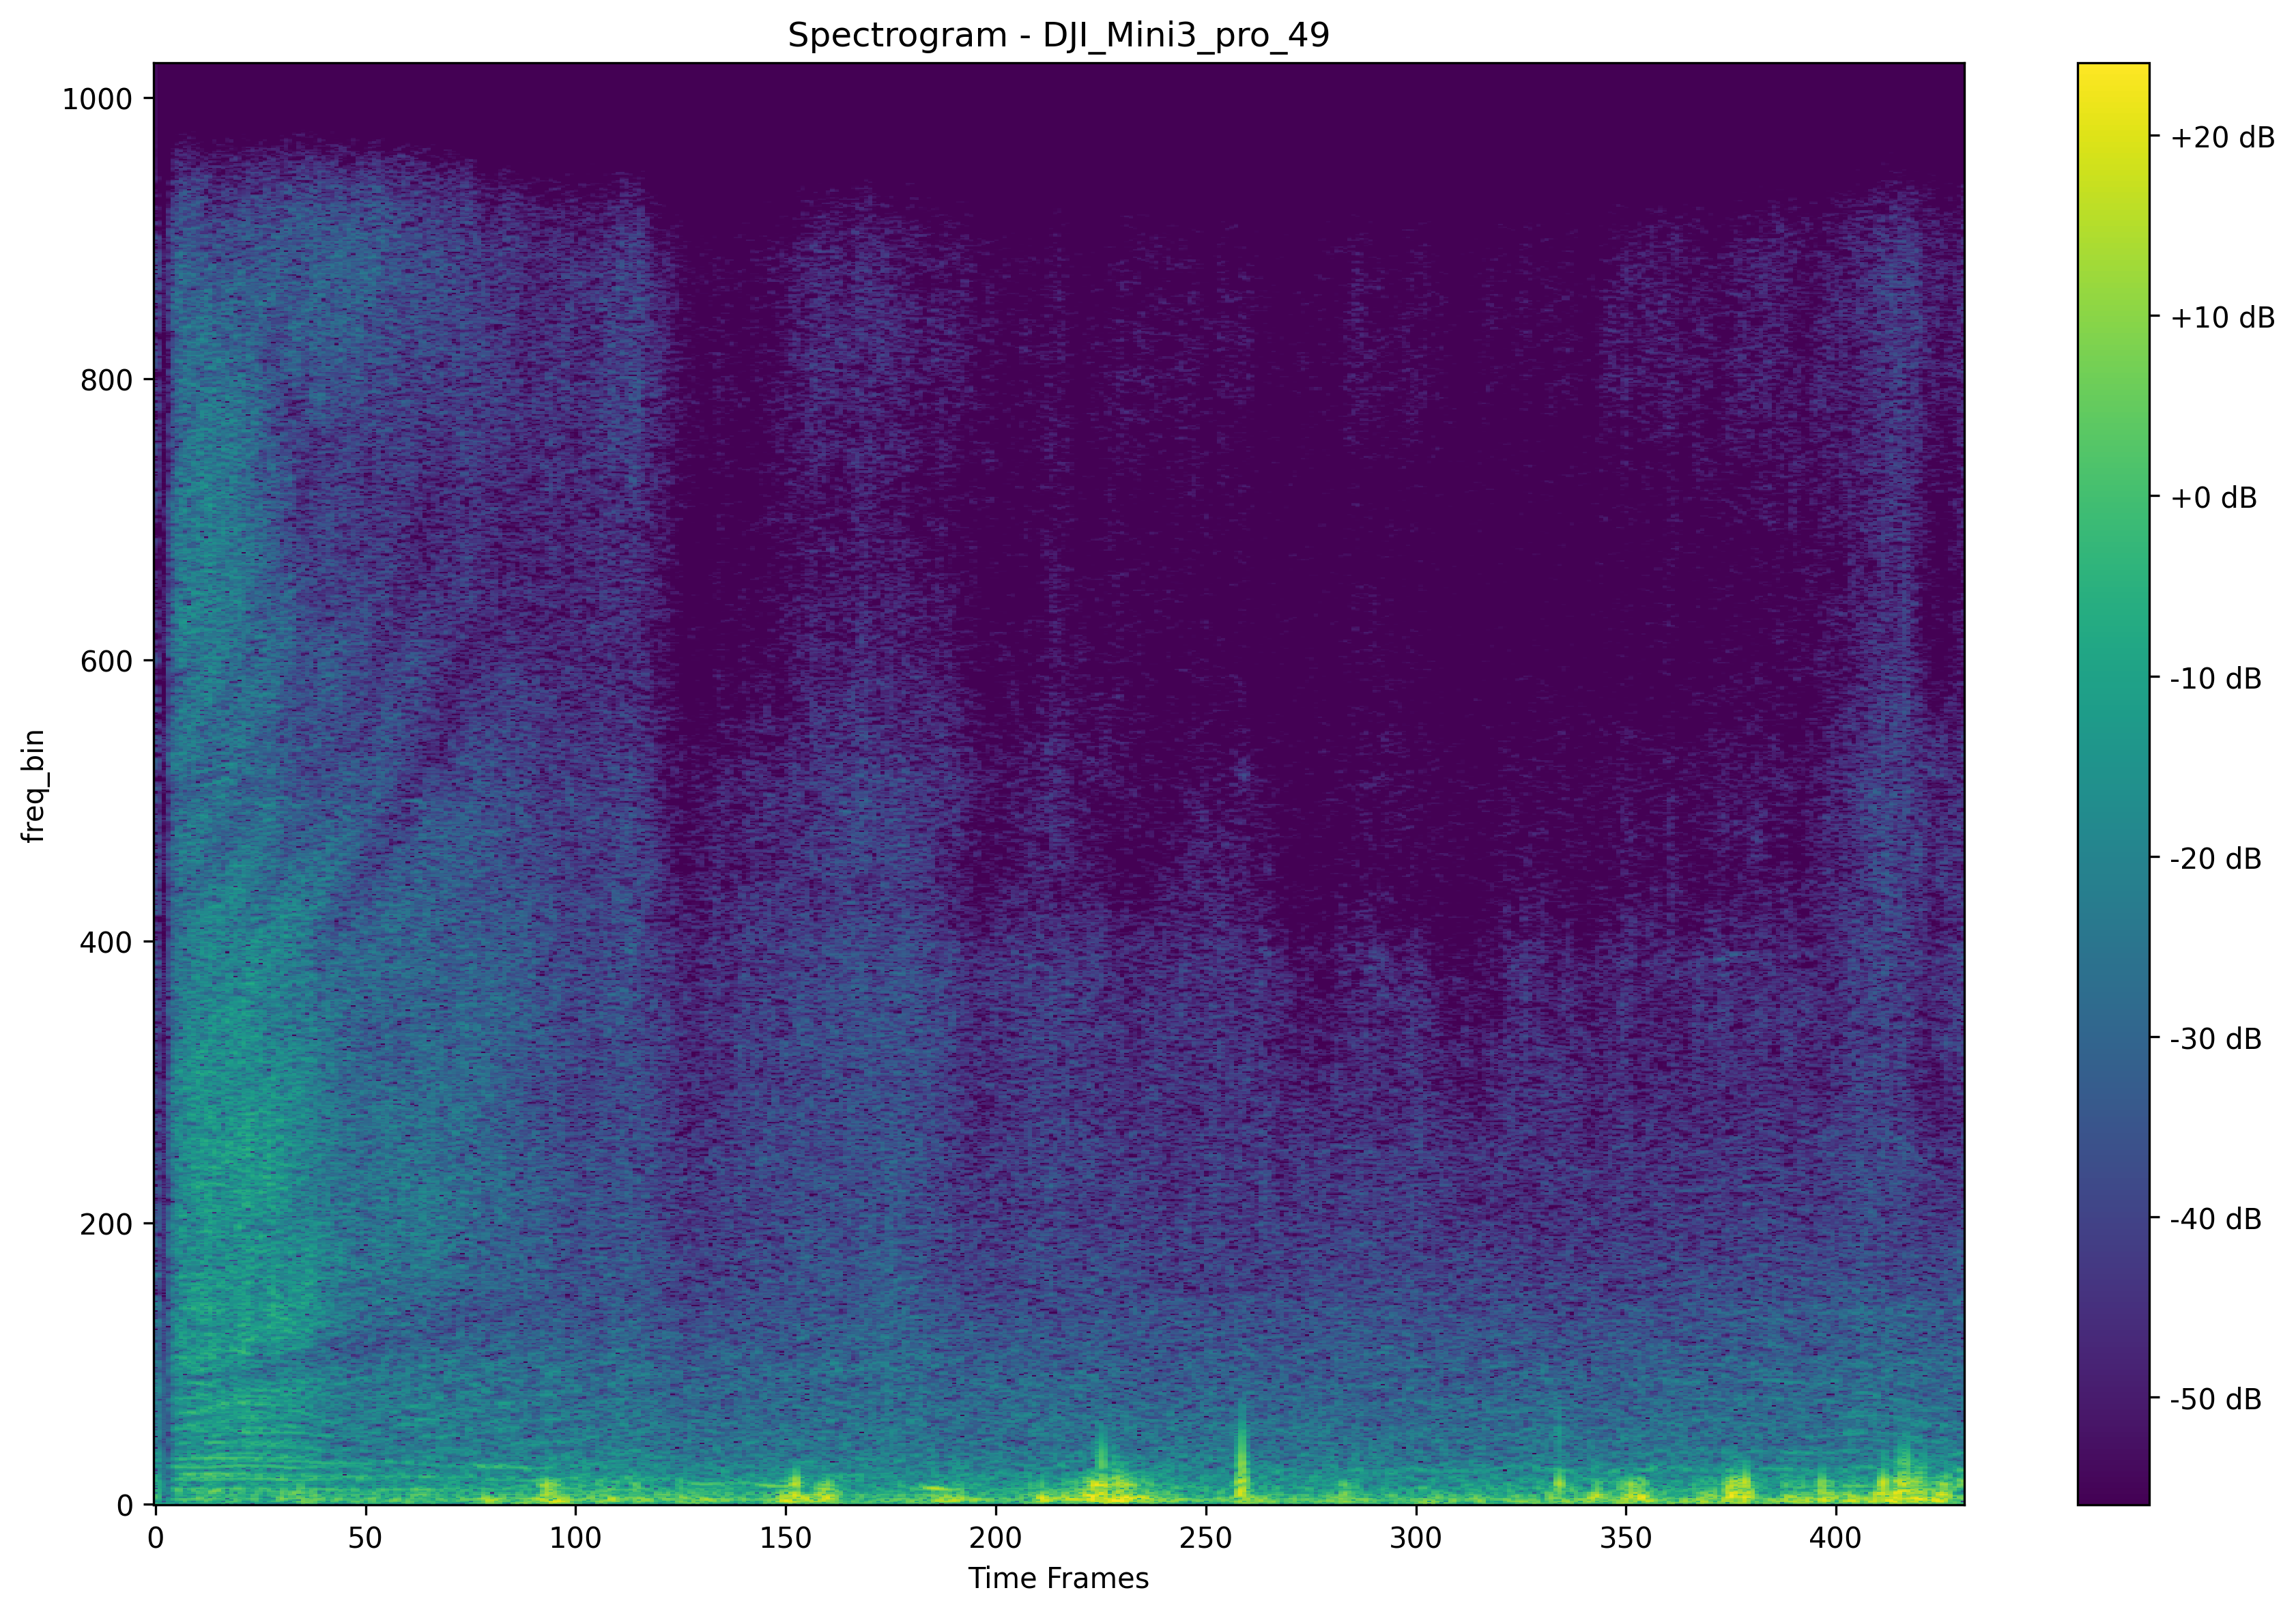 Spectrogram - DJI_Mini3_pro_49
1000
800
600
400
200
0
freq_bin
0 50 100 150 200 250 300 350 400
Time Frames
+20 dB
+10 dB
+0 dB
-10 dB
-20 dB
-30 dB
-40 dB
-50 dB